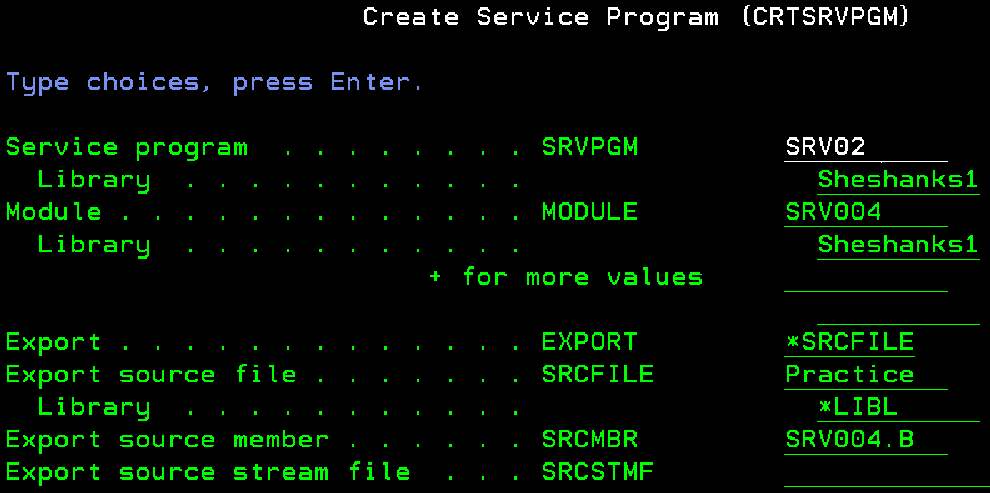 Create Service Program (CRTSRVPGM)
Type choices, press Enter.
Service program . . . . . . . . SRVPGM SRV02
Library . . . . . . . . . . . Sheshanks1
Module . . . . . . . . . . . . . MODULE SRV004
Library . . . . . . . . . . . Sheshanks1
+ for more values
Export . . . . . . . . . . . . . EXPORT *SRCFILE
Export source file . . . . . . . SRCFILE Practice
Library . . . . . . . . . . . *LIBL
Export source member . . . . . . SRCMBR SRV004.B
Export source stream file . . . SRCSTMF